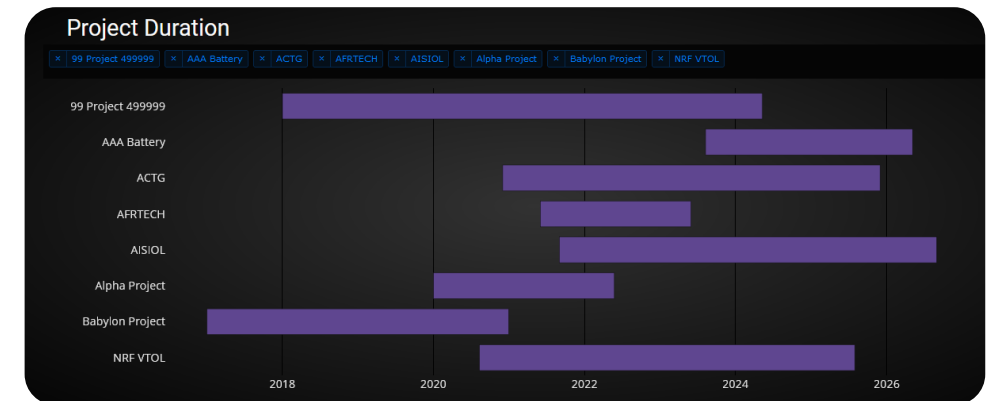 Project Duration
× 99 Project 499999 × AAA Battery × ACTG × AFRTECH × AISIOL × Alpha Project × Babylon Project × NRF VTOL
99 Project 499999
AAA Battery
ACTG
AFRTECH
AISIOL
Alpha Project
Babylon Project
NRF VTOL
2018 2020 2022 2024 2026